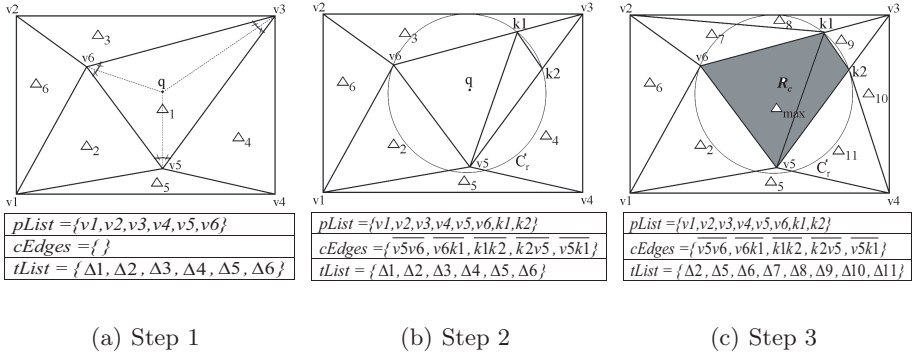 v2
v3
△3
v6
q
△6
△1
△4
△2
v5
△5
v1
v4
pList ={v1,v2,v3,v4,v5,v6}
cEdges ={ }
tList = {Δ1, Δ2, Δ3, Δ4, Δ5, Δ6}
(a) Step 1
v2
v3
k1
△3
v6
k2
q
△6
△4
△2
v5
C'r
△5
v1
v4
pList ={v1,v2,v3,v4,v5,v6,k1,k2}
cEdges ={v5v6, v6k1, k1k2, k2v5, v5k1}
tList = {Δ1, Δ2, Δ3, Δ4, Δ5, Δ6}
(b) Step 2
v2
v3
△8
k1
△7
△9
v6
k2
Rc
△6
△10
△max
△2
△11
v5
C'r
△5
v1
v4
pList ={v1,v2,v3,v4,v5,v6,k1,k2}
cEdges ={v5v6, v6k1, k1k2, k2v5, v5k1}
tList = {Δ2, Δ5, Δ6, Δ7, Δ8, Δ9, Δ10, Δ11}
(c) Step 3